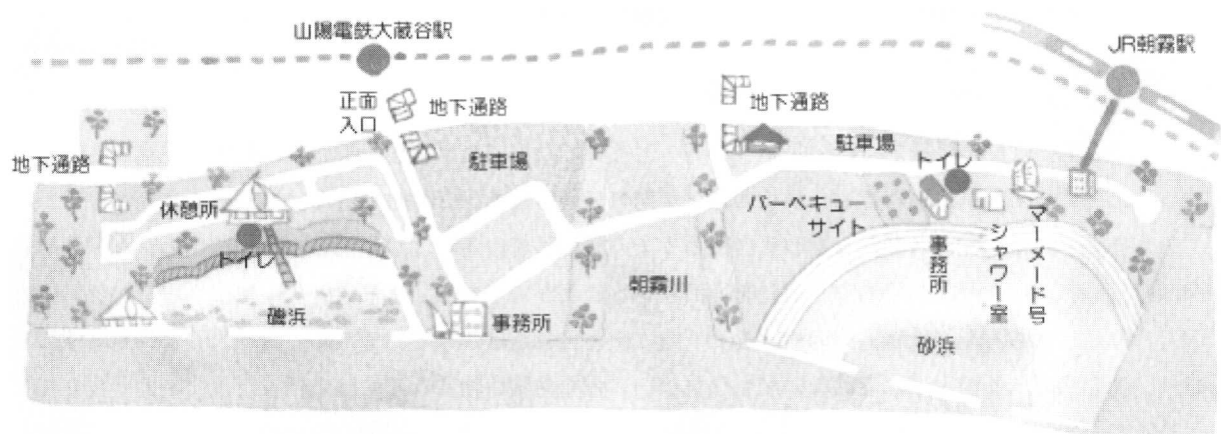 山陽電鉄大蔵谷駅
JR朝霧駅
正面
入口
地下通路
地下通路
地下通路
駐車場
駐車場
トイレ
休憩所
バーベキュー
サイト
トイレ
事務所
シャワー室
マーメード号
朝霧川
磯浜
事務所
砂浜